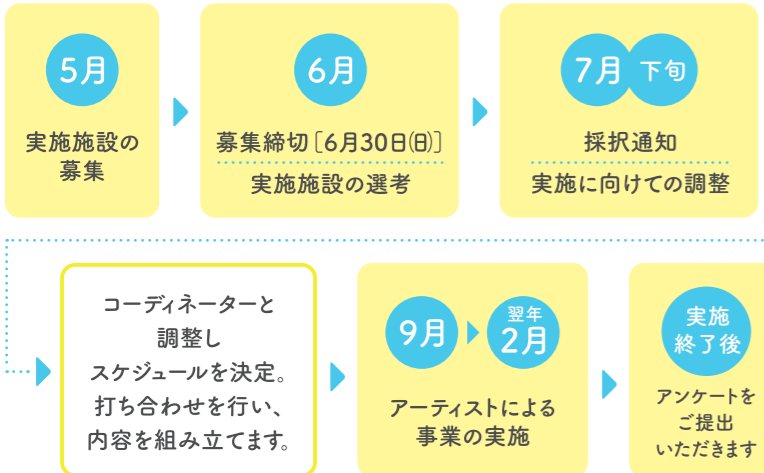 5月
実施施設の
募集
6月
募集締切［6月30日(日)］
実施施設の選考
7月 下旬
採択通知
実施に向けての調整
コーディネーターと
調整し
スケジュールを決定。
打ち合わせを行い、
内容を組み立てます。
9月
翌年
2月
アーティストによる
事業の実施
実施
終了後
アンケートを
ご提出
いただきます